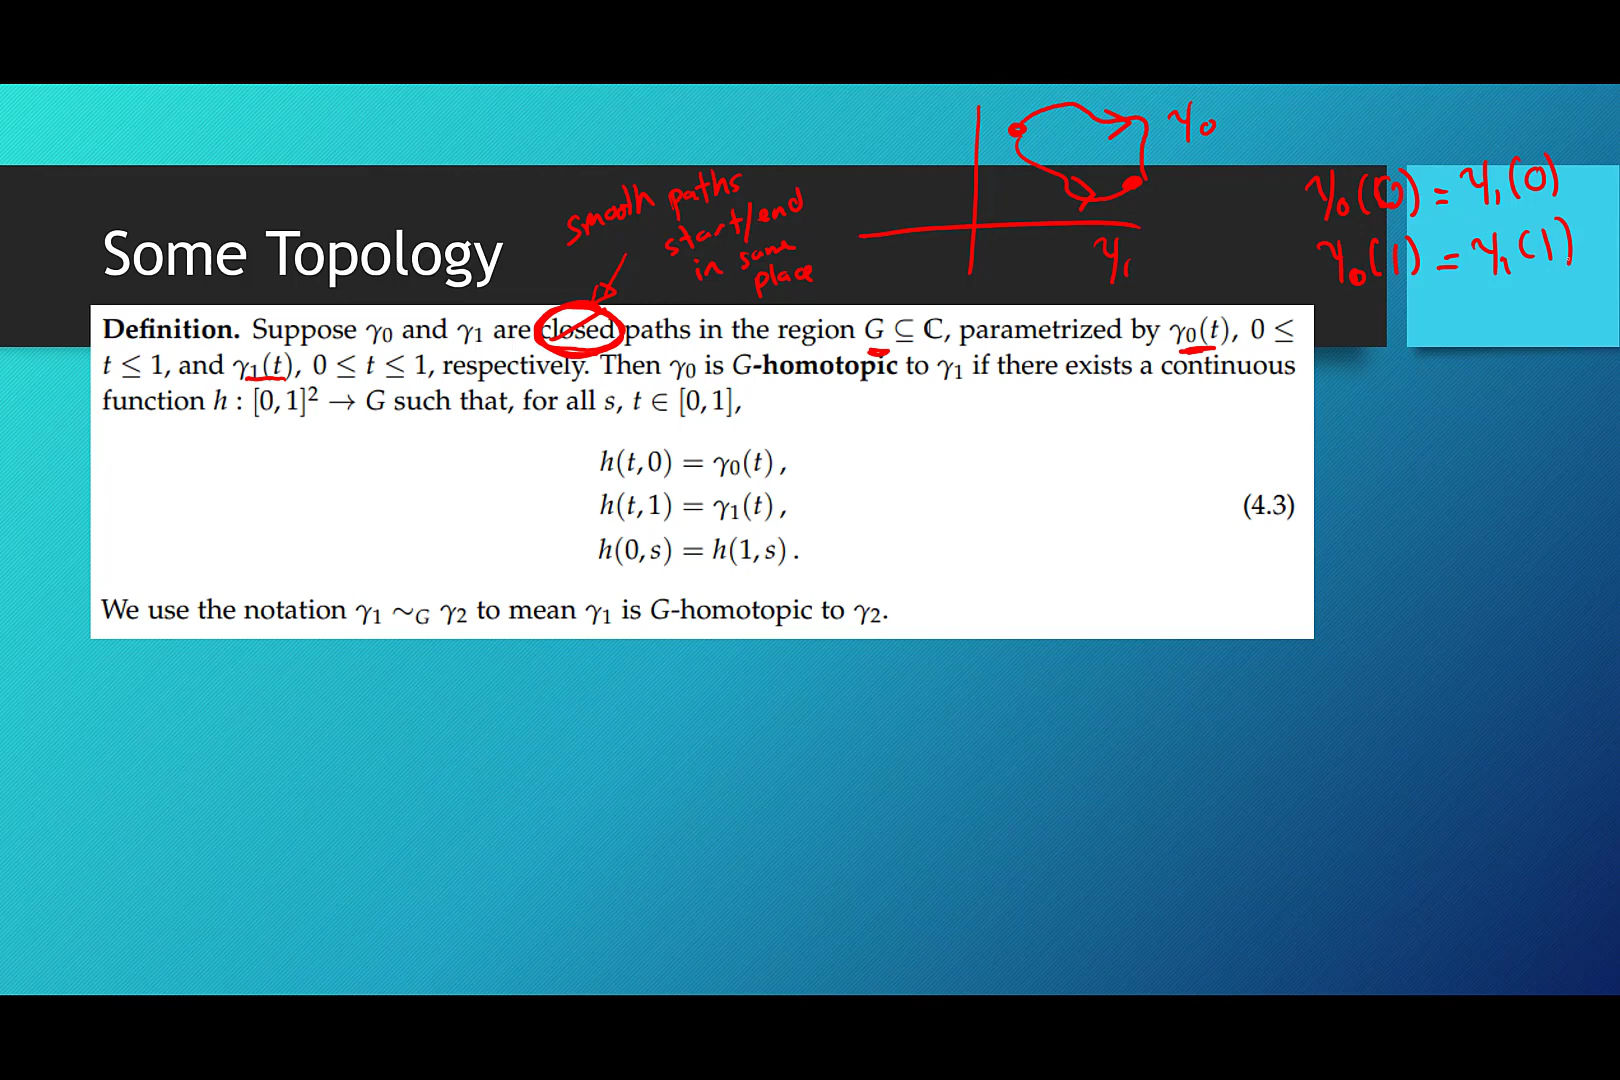 γ₀
smooth paths
start/end
in same
place
γ₁
γ₀(0) = γ₁(0)
γ₀(1) = γ₁(1)
Some Topology
Definition. Suppose γ₀ and γ₁ are closed paths in the region G ⊆ ℂ, parametrized by γ₀(t), 0 ≤
t ≤ 1, and γ₁(t), 0 ≤ t ≤ 1, respectively. Then γ₀ is G-homotopic to γ₁ if there exists a continuous
function h : [0, 1]² → G such that, for all s, t ∈ [0, 1],
h(t, 0) = γ₀(t),
h(t, 1) = γ₁(t),
(4.3)
h(0, s) = h(1, s).
We use the notation γ₁ ∼G γ₂ to mean γ₁ is G-homotopic to γ₂.